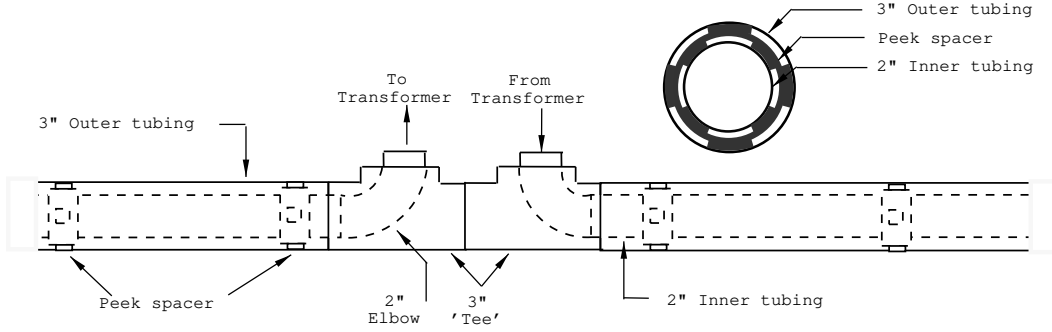 3" Outer tubing
Peek spacer
2" Inner tubing
To
Transformer
From
Transformer
3" Outer tubing
Peek spacer
2"
Elbow
3"
'Tee'
2" Inner tubing